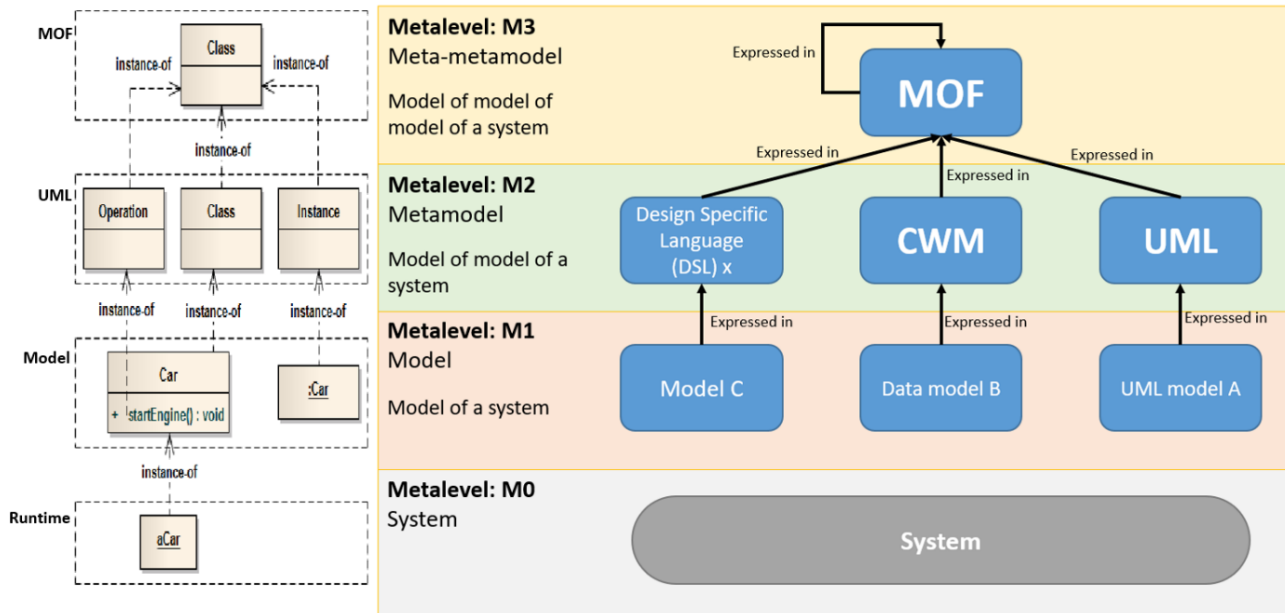 MOF
Class
instance-of
instance-of
instance-of
UML
Operation
Class
Instance
instance-of
instance-of
instance-of
Model
Car
+ startEngine() : void
:Car
instance-of
Runtime
aCar
Metalevel: M3
Meta-metamodel
Model of model of
model of a system
Expressed in
MOF
Expressed in
Expressed in
Expressed in
Metalevel: M2
Metamodel
Model of model of a
system
Design Specific
Language
(DSL) x
CWM
UML
Expressed in
Expressed in
Expressed in
Metalevel: M1
Model
Model of a system
Model C
Data model B
UML model A
Metalevel: M0
System
System